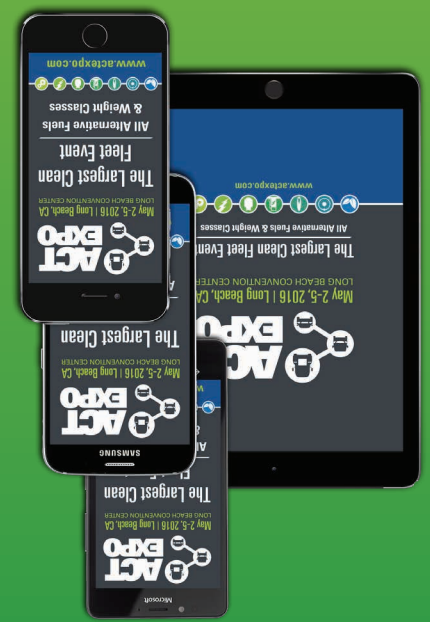 Microsoft
ACT
EXPO
May 2-5, 2016 | Long Beach, CA
LONG BEACH CONVENTION CENTER
The Largest Clean
SAMSUNG
ACT
EXPO
May 2-5, 2016 | Long Beach, CA
LONG BEACH CONVENTION CENTER
The Largest Clean
ACT
EXPO
May 2-5, 2016 | Long Beach, CA
LONG BEACH CONVENTION CENTER
The Largest Clean
Fleet Event
All Alternative Fuels
& Weight Classes
www.actexpo.com
ACT
EXPO
May 2-5, 2016 | Long Beach, CA
LONG BEACH CONVENTION CENTER
The Largest Clean Fleet Event
All Alternative Fuels & Weight Classes
www.actexpo.com